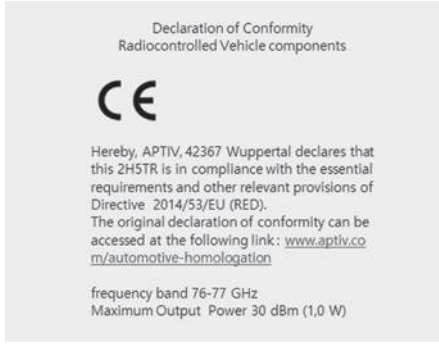 Declaration of Conformity
Radiocontrolled Vehicle components
CE
Hereby, APTIV, 42367 Wuppertal declares that
this 2H5TR is in compliance with the essential
requirements and other relevant provisions of
Directive 2014/53/EU (RED).
The original declaration of conformity can be
accessed at the following link: www.aptiv.co
m/automotive-homologation
frequency band 76-77 GHz
Maximum Output Power 30 dBm (1,0 W)